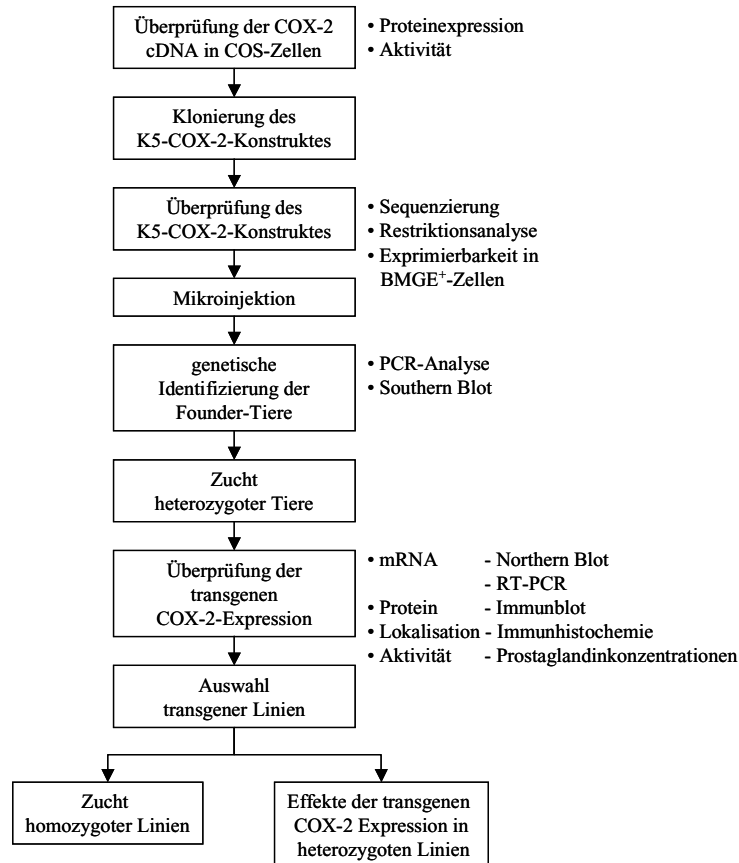 Überprüfung der COX-2
cDNA in COS-Zellen
• Proteinexpression
• Aktivität
Klonierung des
K5-COX-2-Konstruktes
Überprüfung des
K5-COX-2-Konstruktes
• Sequenzierung
• Restriktionsanalyse
• Exprimierbarkeit in
BMGE⁺-Zellen
Mikroinjektion
genetische
Identifizierung der
Founder-Tiere
• PCR-Analyse
• Southern Blot
Zucht
heterozygoter Tiere
Überprüfung der
transgenen
COX-2-Expression
• mRNA - Northern Blot
- RT-PCR
• Protein - Immunblot
• Lokalisation - Immunhistochemie
• Aktivität - Prostaglandinkonzentrationen
Auswahl
transgener Linien
Zucht
homozygoter Linien
Effekte der transgenen
COX-2 Expression in
heterozygoten Linien